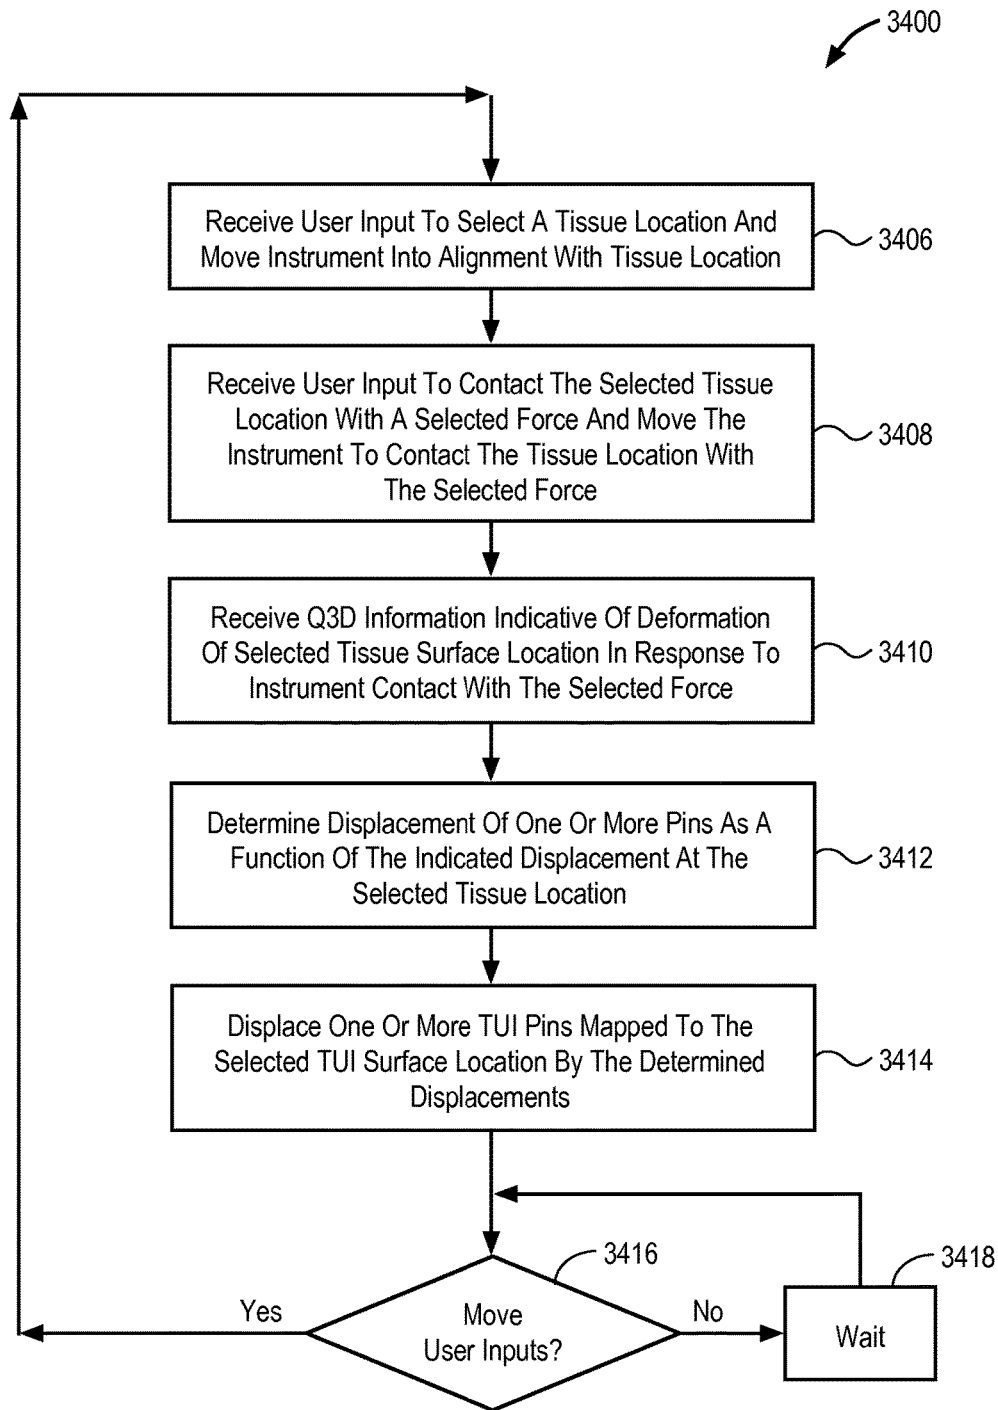 3400
Receive User Input To Select A Tissue Location And
Move Instrument Into Alignment With Tissue Location
3406
Receive User Input To Contact The Selected Tissue
Location With A Selected Force And Move The
Instrument To Contact The Tissue Location With
The Selected Force
3408
Receive Q3D Information Indicative Of Deformation
Of Selected Tissue Surface Location In Response To
Instrument Contact With The Selected Force
3410
Determine Displacement Of One Or More Pins As A
Function Of The Indicated Displacement At The
Selected Tissue Location
3412
Displace One Or More TUI Pins Mapped To The
Selected TUI Surface Location By The Determined
Displacements
3414
3416
Move
User Inputs?
Yes
No
3418
Wait